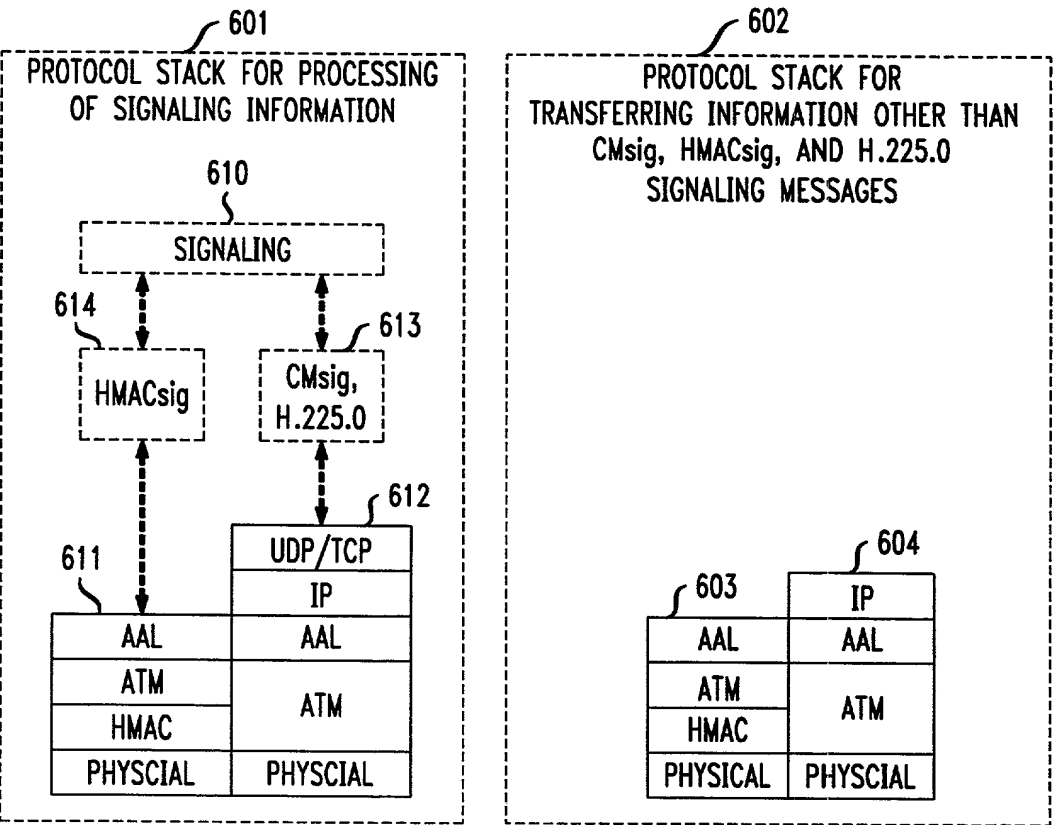 601
PROTOCOL STACK FOR PROCESSING
OF SIGNALING INFORMATION
610
SIGNALING
614
613
HMACsig
CMsig,
H.225.0
612
UDP/TCP
611
IP
AAL
AAL
ATM
ATM
HMAC
PHYSCIAL
PHYSCIAL
602
PROTOCOL STACK FOR
TRANSFERRING INFORMATION OTHER THAN
CMsig, HMACsig, AND H.225.0
SIGNALING MESSAGES
604
603
IP
AAL
AAL
ATM
ATM
HMAC
PHYSICAL
PHYSCIAL